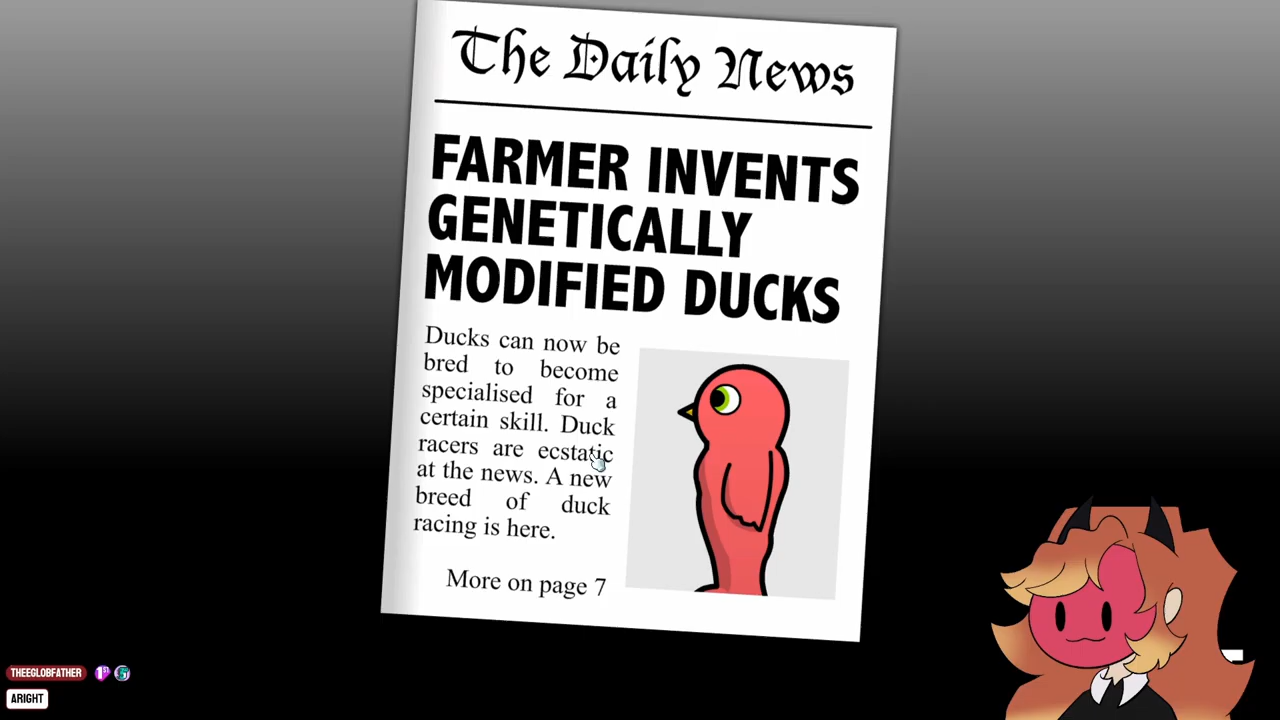 The Daily News
FARMER INVENTS
GENETICALLY
MODIFIED DUCKS
Ducks can now be
bred to become
specialised for a
certain skill. Duck
racers are ecstatic
at the news. A new
breed of duck
racing is here.
More on page 7
THEEGLOBFATHER 1ST G
ARIGHT